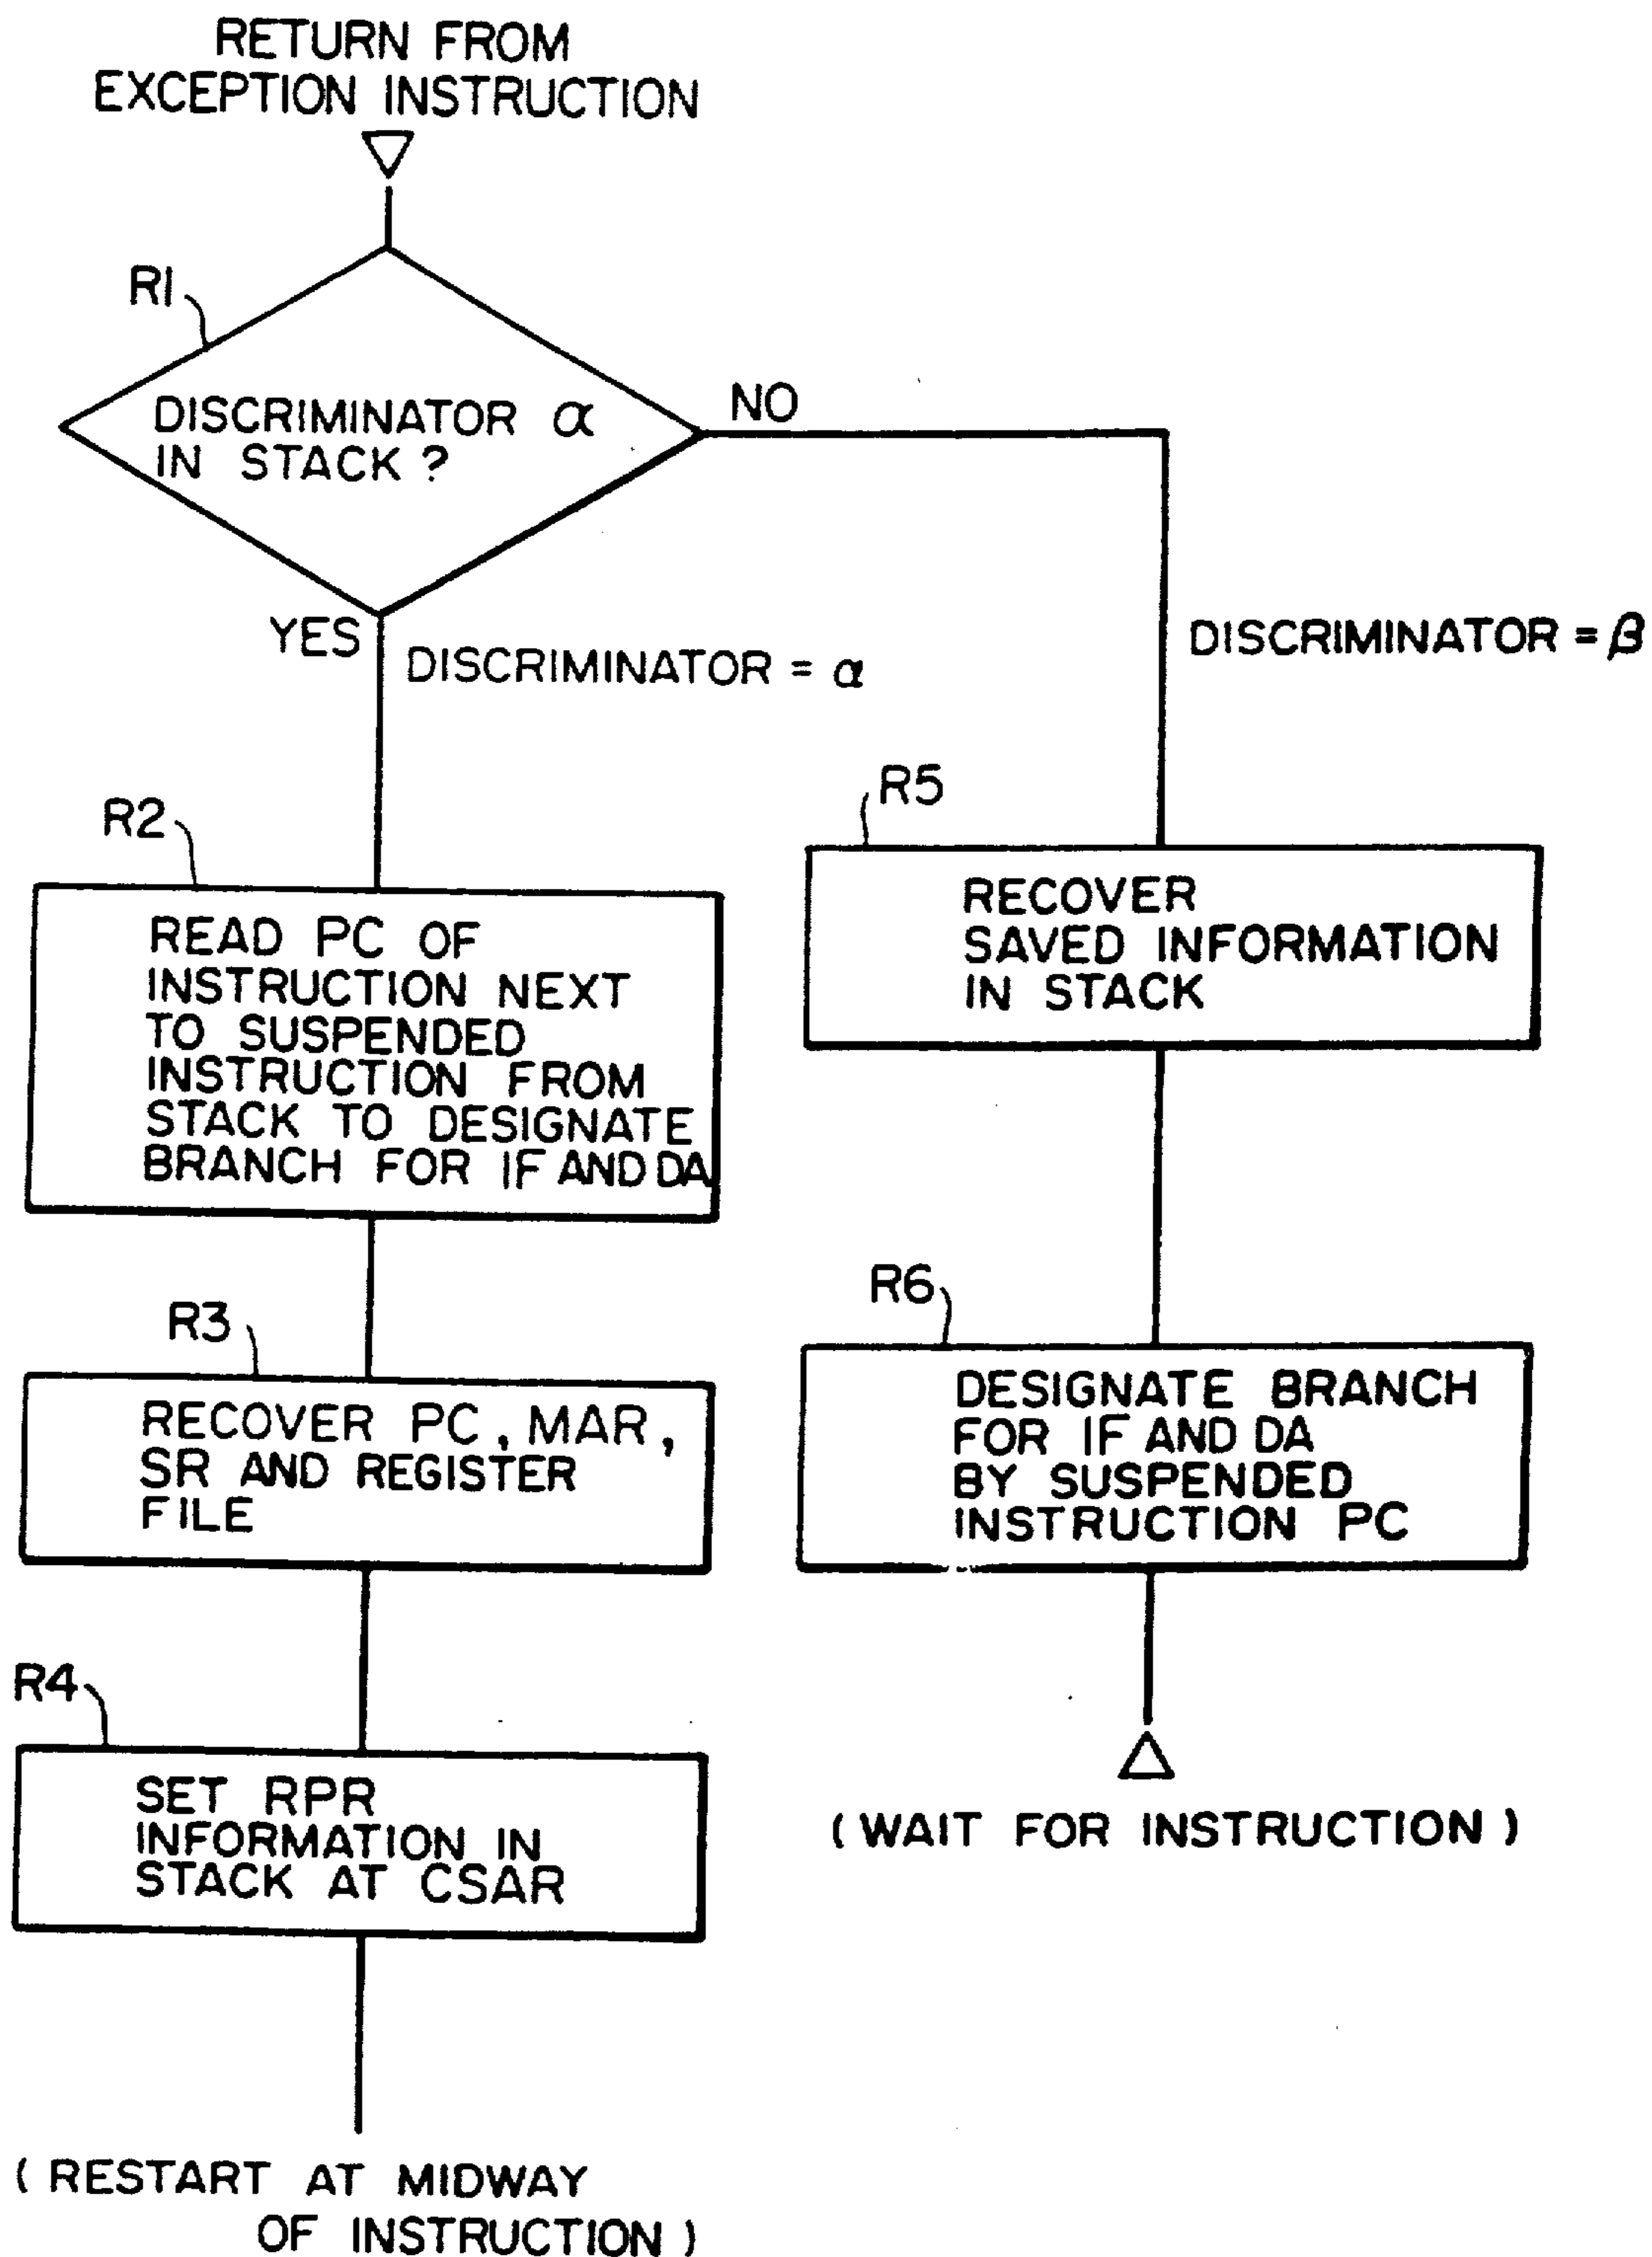 RETURN FROM
EXCEPTION INSTRUCTION
R1
DISCRIMINATOR α
IN STACK ?
NO
YES
DISCRIMINATOR = α
DISCRIMINATOR = β
R2
READ PC OF
INSTRUCTION NEXT
TO SUSPENDED
INSTRUCTION FROM
STACK TO DESIGNATE
BRANCH FOR IF AND DA
R5
RECOVER
SAVED INFORMATION
IN STACK
R3
RECOVER PC, MAR,
SR AND REGISTER
FILE
R6
DESIGNATE BRANCH
FOR IF AND DA
BY SUSPENDED
INSTRUCTION PC
R4
SET RPR
INFORMATION IN
STACK AT CSAR
( WAIT FOR INSTRUCTION )
( RESTART AT MIDWAY
OF INSTRUCTION )